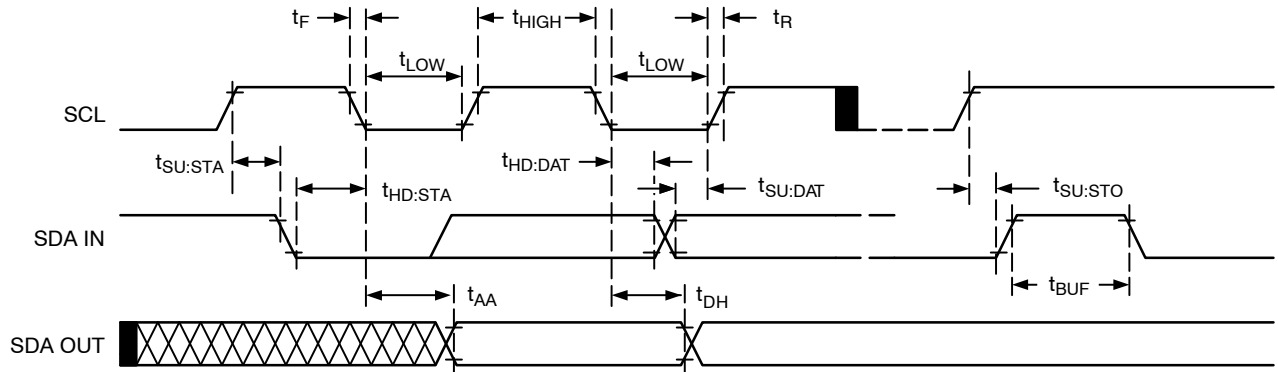 tF
tHIGH
tR
tLOW
tLOW
SCL
tSU:STA
tHD:STA
tHD:DAT
tSU:DAT
tSU:STO
SDA IN
tBUF
tAA
tDH
SDA OUT